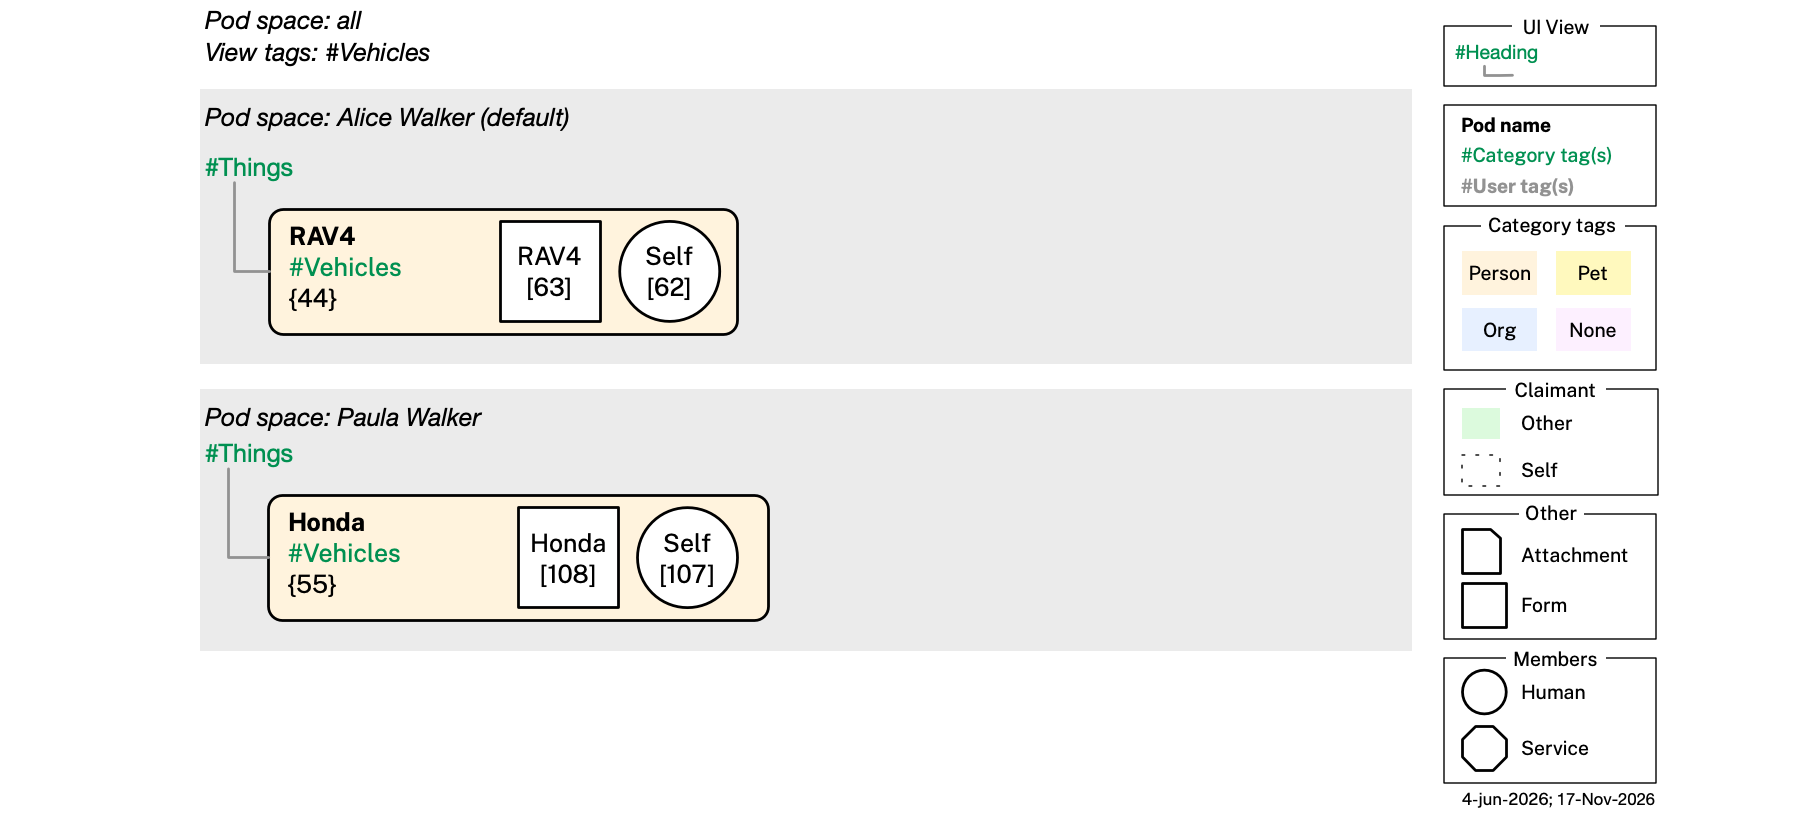 Pod space: all
View tags: #Vehicles
Pod space: Alice Walker (default)
#Things
RAV4
#Vehicles
{44}
RAV4
[63]
Self
[62]
Pod space: Paula Walker
#Things
Honda
#Vehicles
{55}
Honda
[108]
Self
[107]
UI View
#Heading
Pod name
#Category tag(s)
#User tag(s)
Category tags
Person
Pet
Org
None
Claimant
Other
Self
Other
Attachment
Form
Members
Human
Service
4-jun-2026; 17-Nov-2026